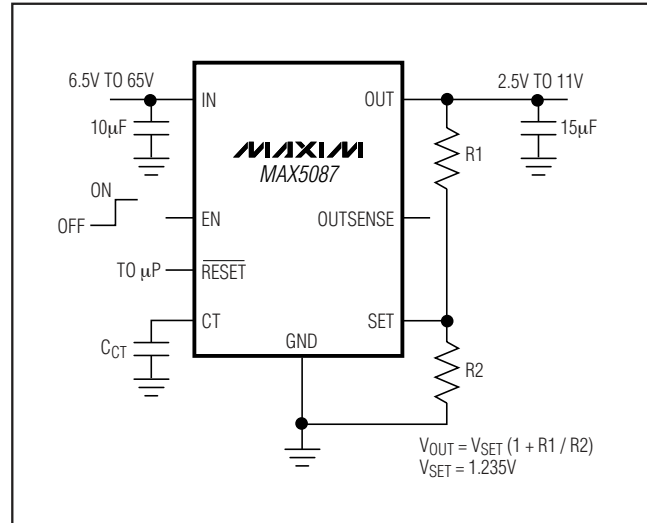 6.5V TO 65V
IN
OUT
2.5V TO 11V
10μF
MAXIM
MAX5087
R1
15μF
ON
OFF
EN
OUTSENSE
TO μP
RESET
CT
SET
CCT
GND
R2
VOUT = VSET (1 + R1 / R2)
VSET = 1.235V